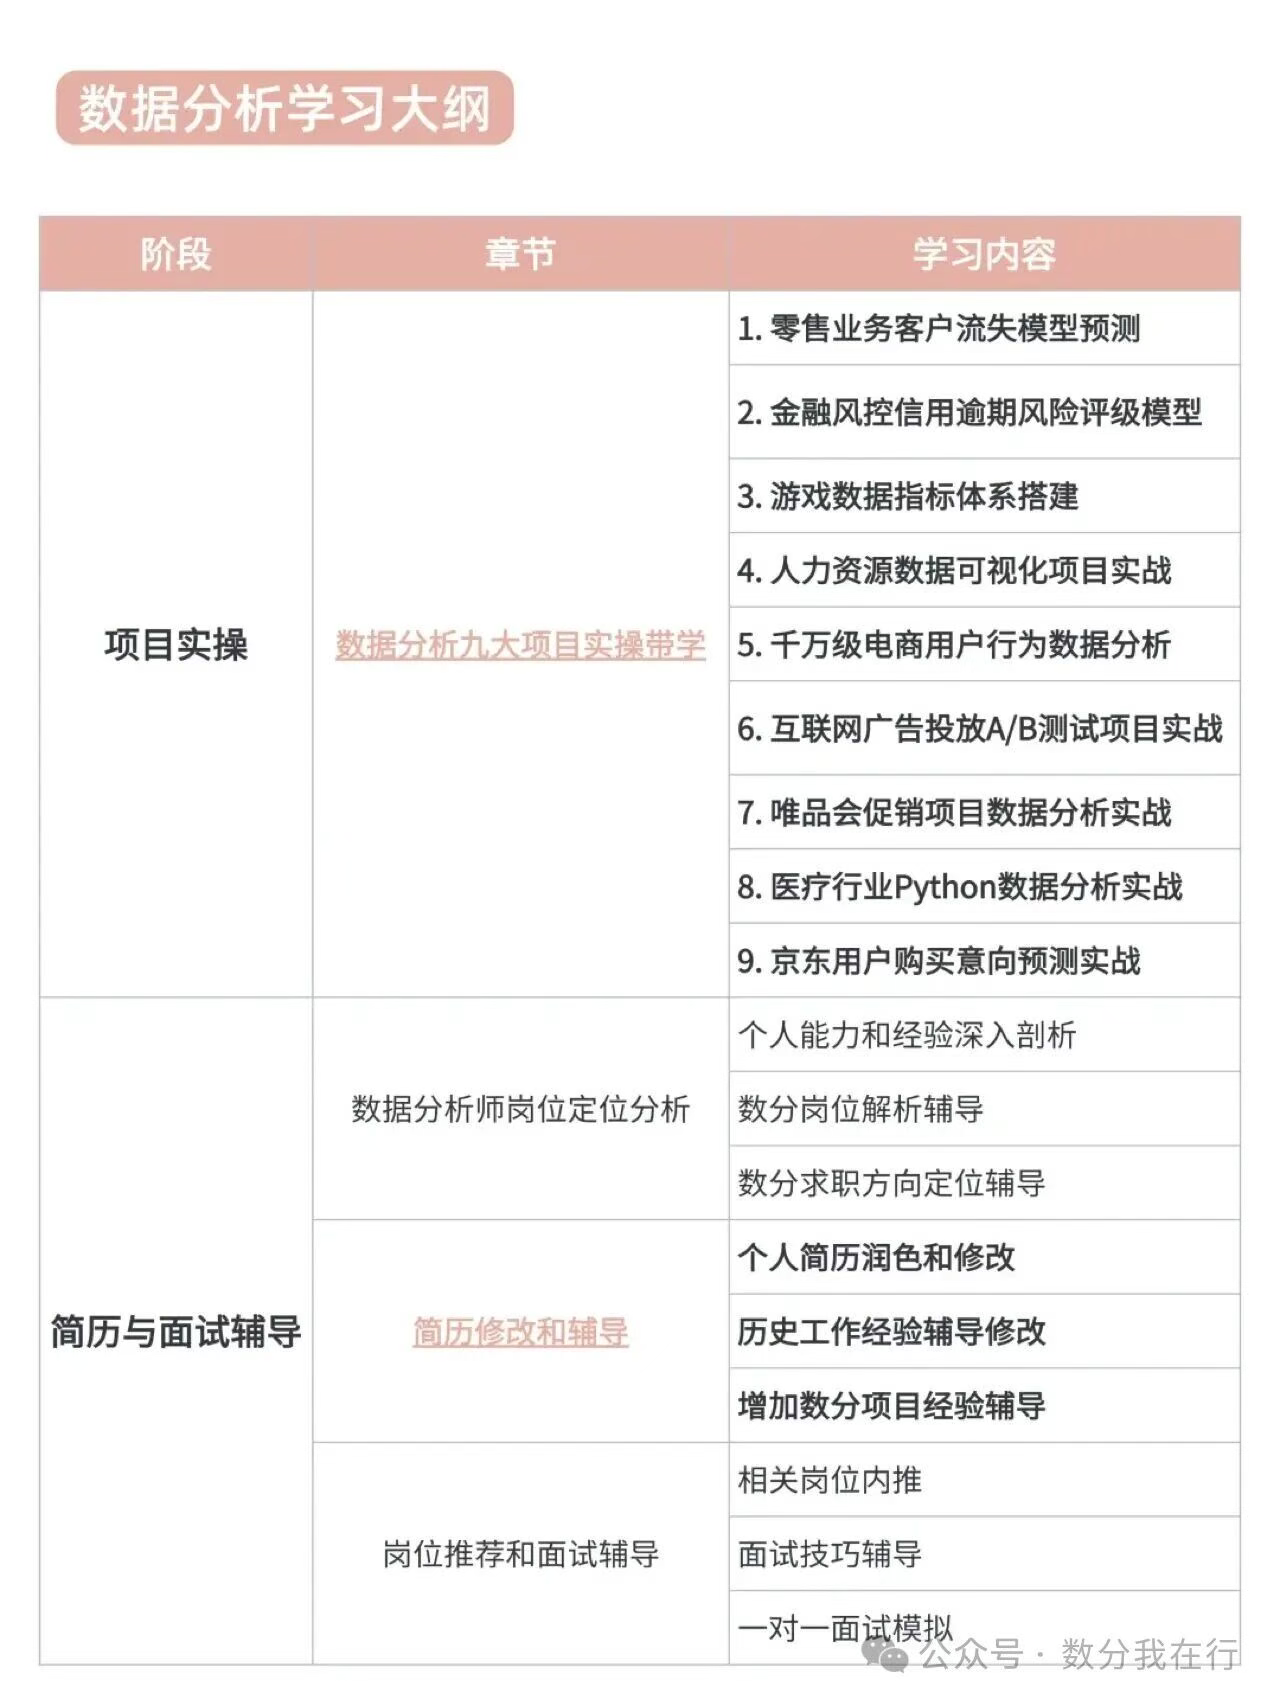 数据分析学习大纲
阶段 章节 学习内容
项目实操
数据分析九大项目实操带学
1. 零售业务客户流失模型预测
2. 金融风控信用逾期风险评级模型
3. 游戏数据指标体系搭建
4. 人力资源数据可视化项目实战
5. 千万级电商用户行为数据分析
6. 互联网广告投放A/B测试项目实战
7. 唯品会促销项目数据分析实战
8. 医疗行业Python数据分析实战
9. 京东用户购买意向预测实战
简历与面试辅导
数据分析师岗位定位分析
个人能力和经验深入剖析
数分岗位解析辅导
数分求职方向定位辅导
简历修改和辅导
个人简历润色和修改
历史工作经验辅导修改
增加数分项目经验辅导
岗位推荐和面试辅导
相关岗位内推
面试技巧辅导
一对一面试模拟
公众号 · 数分我在行